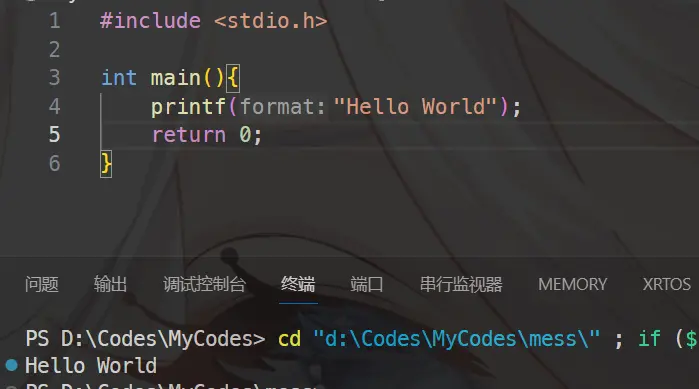 1 #include <stdio.h>
2
3 int main(){
4 printf(format:"Hello World");
5 return 0;
6 }
问题 输出 调试控制台 终端 端口 串行监视器 MEMORY XRTOS
PS D:\Codes\MyCodes> cd "d:\Codes\MyCodes\mess\" ; if ($
Hello World
PS D:\Codes\MyCodes\mess>